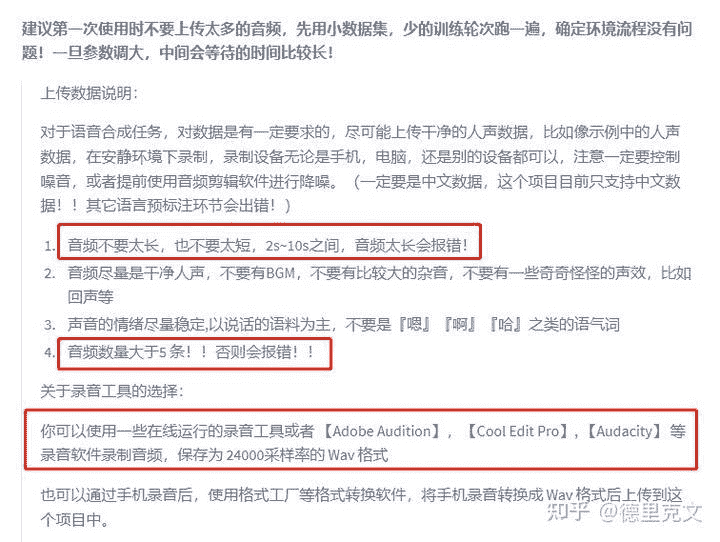 建议第一次使用时不要上传太多的音频，先用小数据集，少的训练轮次跑一遍，确定环境流程没有问
题！一旦参数调大，中间会等待的时间比较长！
上传数据说明：
对于语音合成任务，对数据是有一定要求的，尽可能上传干净的人声数据，比如像示例中的人声
数据，在安静环境下录制，录制设备无论是手机，电脑，还是别的设备都可以，注意一定要控制
噪音，或者提前使用音频剪辑软件进行降噪。（一定要是中文数据，这个项目目前只支持中文数
据！！其它语言预标注环节会出错！）
1. 音频不要太长，也不要太短，2s~10s之间，音频太长会报错！
2. 音频尽量是干净人声，不要有BGM，不要有比较大的杂音，不要有一些奇奇怪怪的声效，比如
回声等
3. 声音的情绪尽量稳定,以说话的语料为主，不要是『嗯』『啊』『哈』之类的语气词
4. 音频数量大于5 条！！否则会报错！！
关于录音工具的选择：
你可以使用一些在线运行的录音工具或者【Adobe Audition】，【Cool Edit Pro】,【Audacity】等
录音软件录制音频，保存为 24000采样率的 Wav 格式
也可以通过手机录音后，使用格式工厂等格式转换软件，将手机录音转换成 Wav 格式后上传到这
个项目中。
知乎 @德里克文